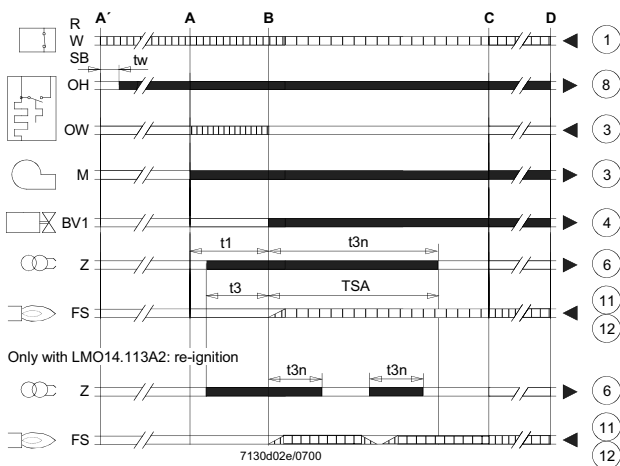 R A´ A B C D
W 1
SB tw
OH 8
OW 3
M 3
BV1 4
t1 t3n
Z 6
t3 TSA
FS 11
12
Only with LMO14.113A2: re-ignition
t3n t3n
Z 6
FS 11
7130d02e/0700 12